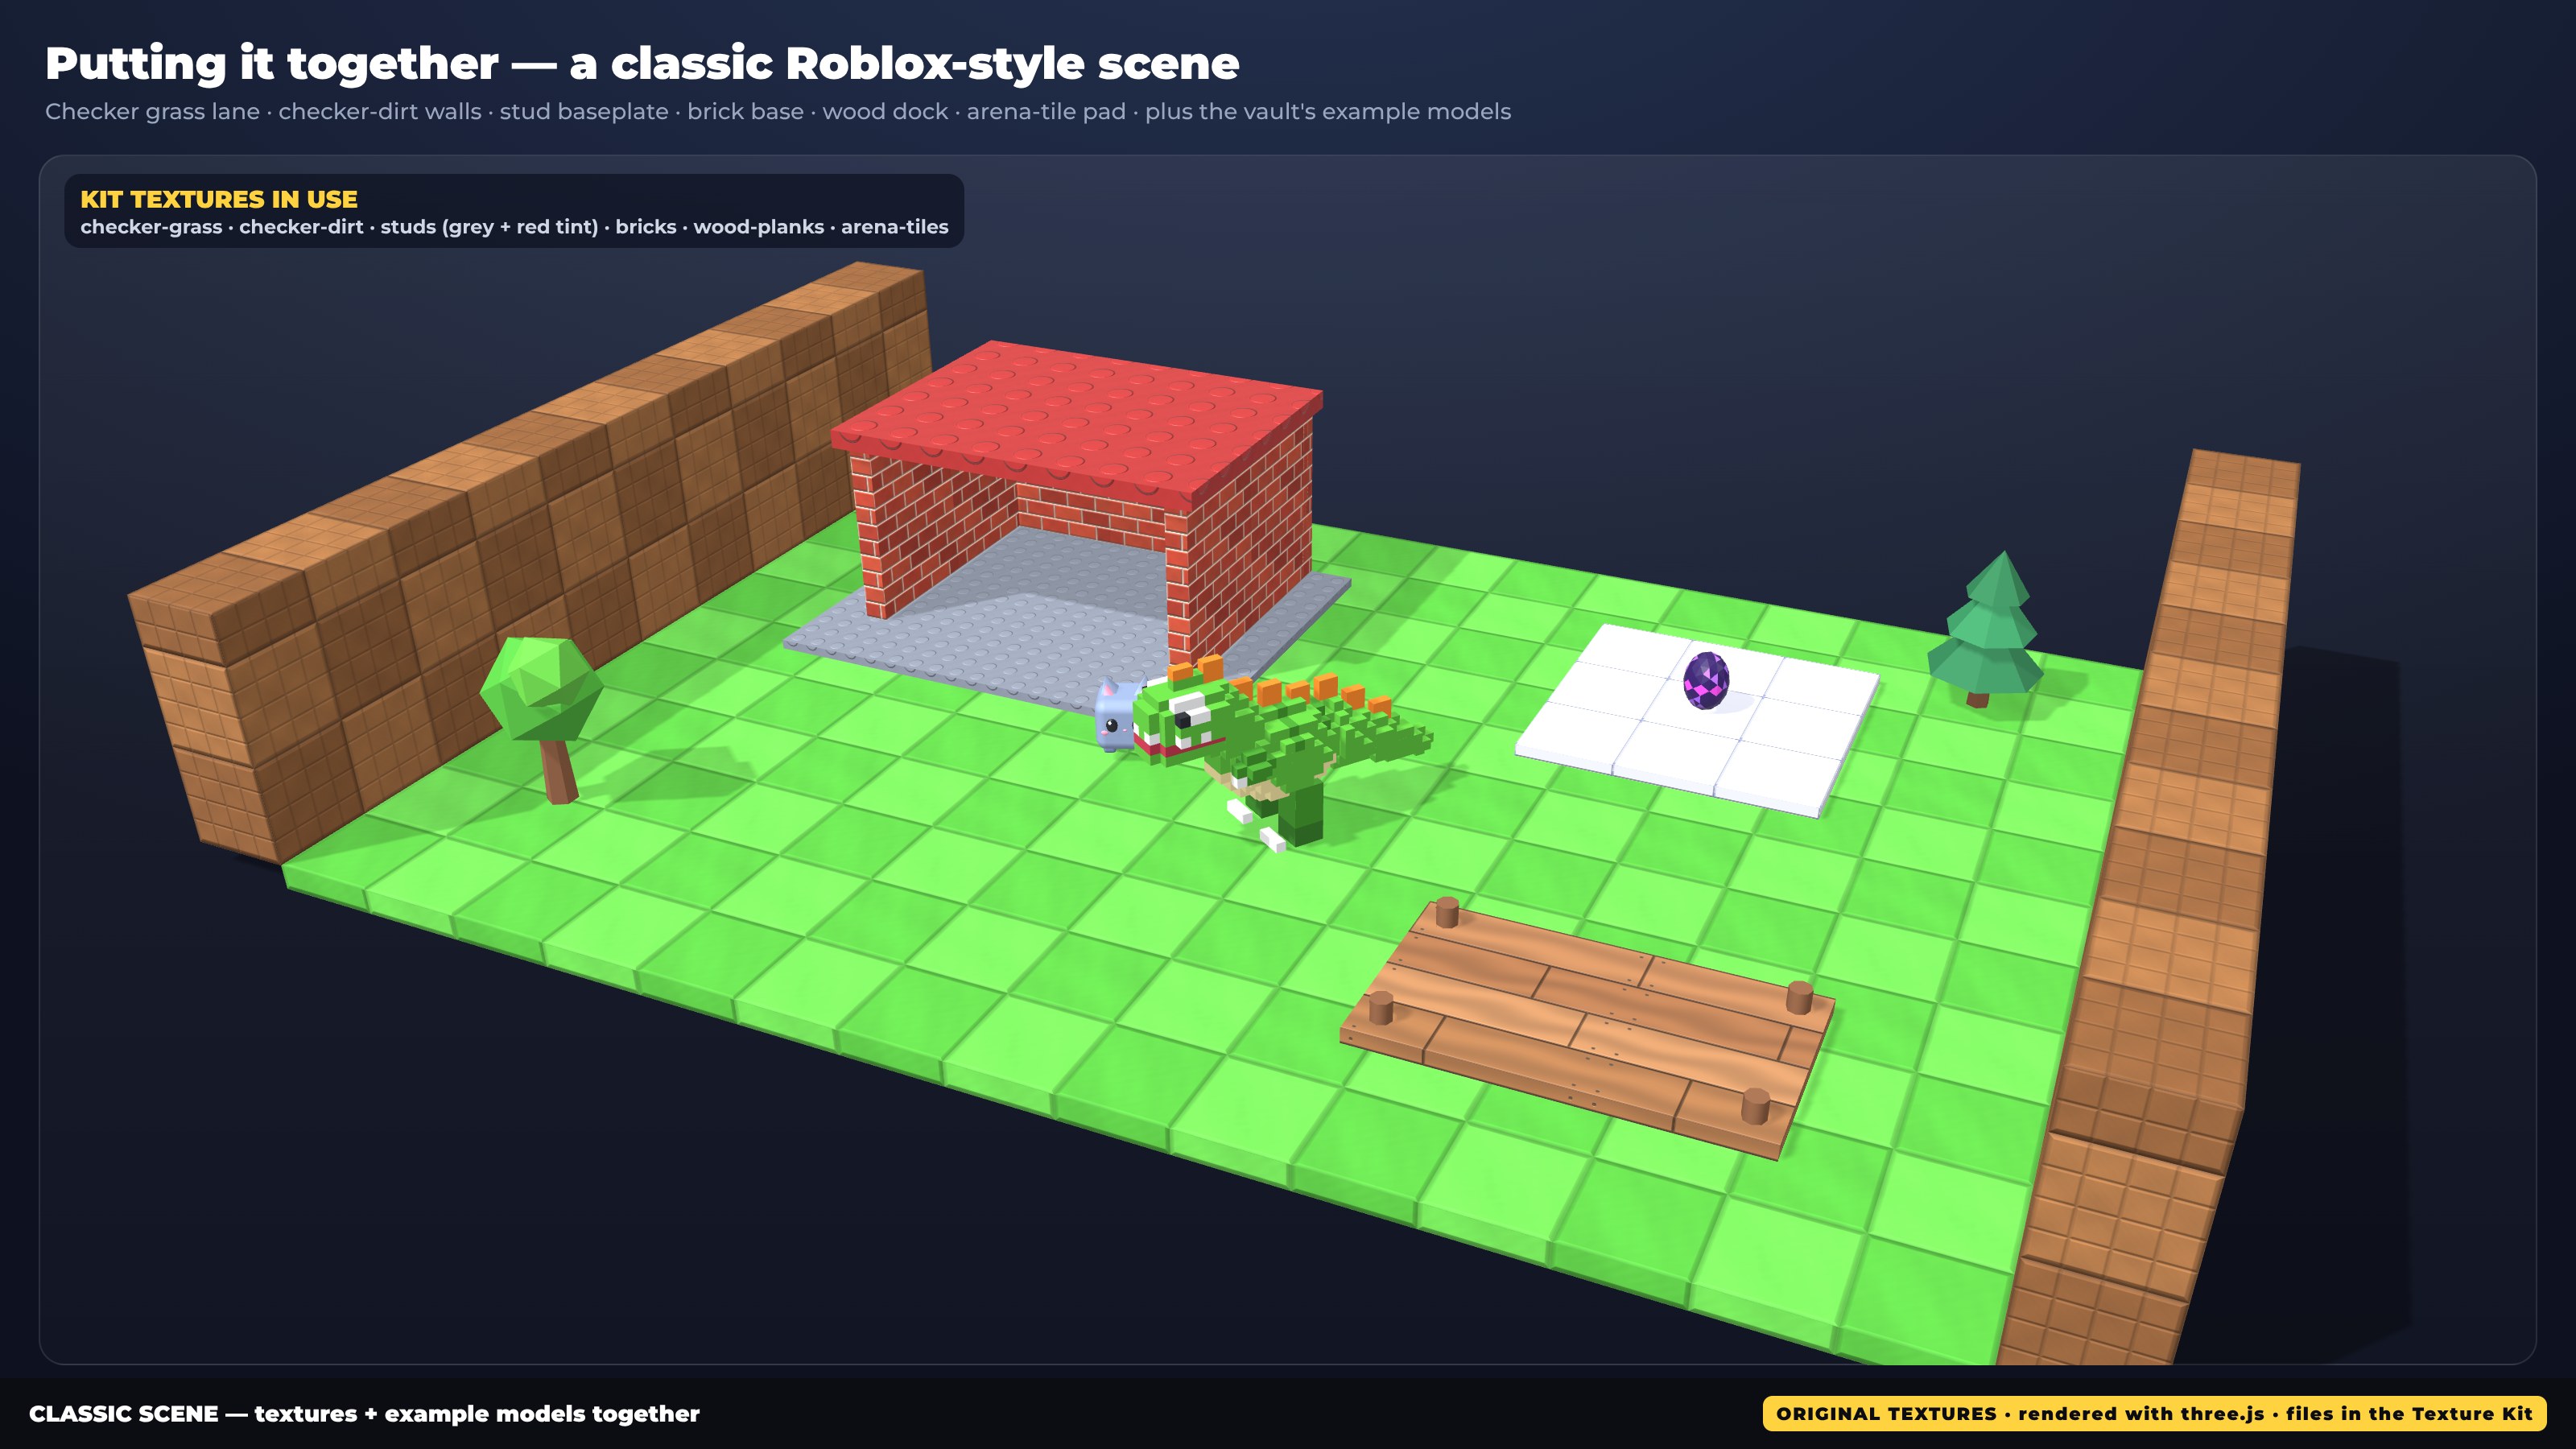 Putting it together — a classic Roblox-style scene
Checker grass lane · checker-dirt walls · stud baseplate · brick base · wood dock · arena-tile pad · plus the vault's example models
KIT TEXTURES IN USE
checker-grass · checker-dirt · studs (grey + red tint) · bricks · wood-planks · arena-tiles
CLASSIC SCENE — textures + example models together
ORIGINAL TEXTURES · rendered with three.js · files in the Texture Kit